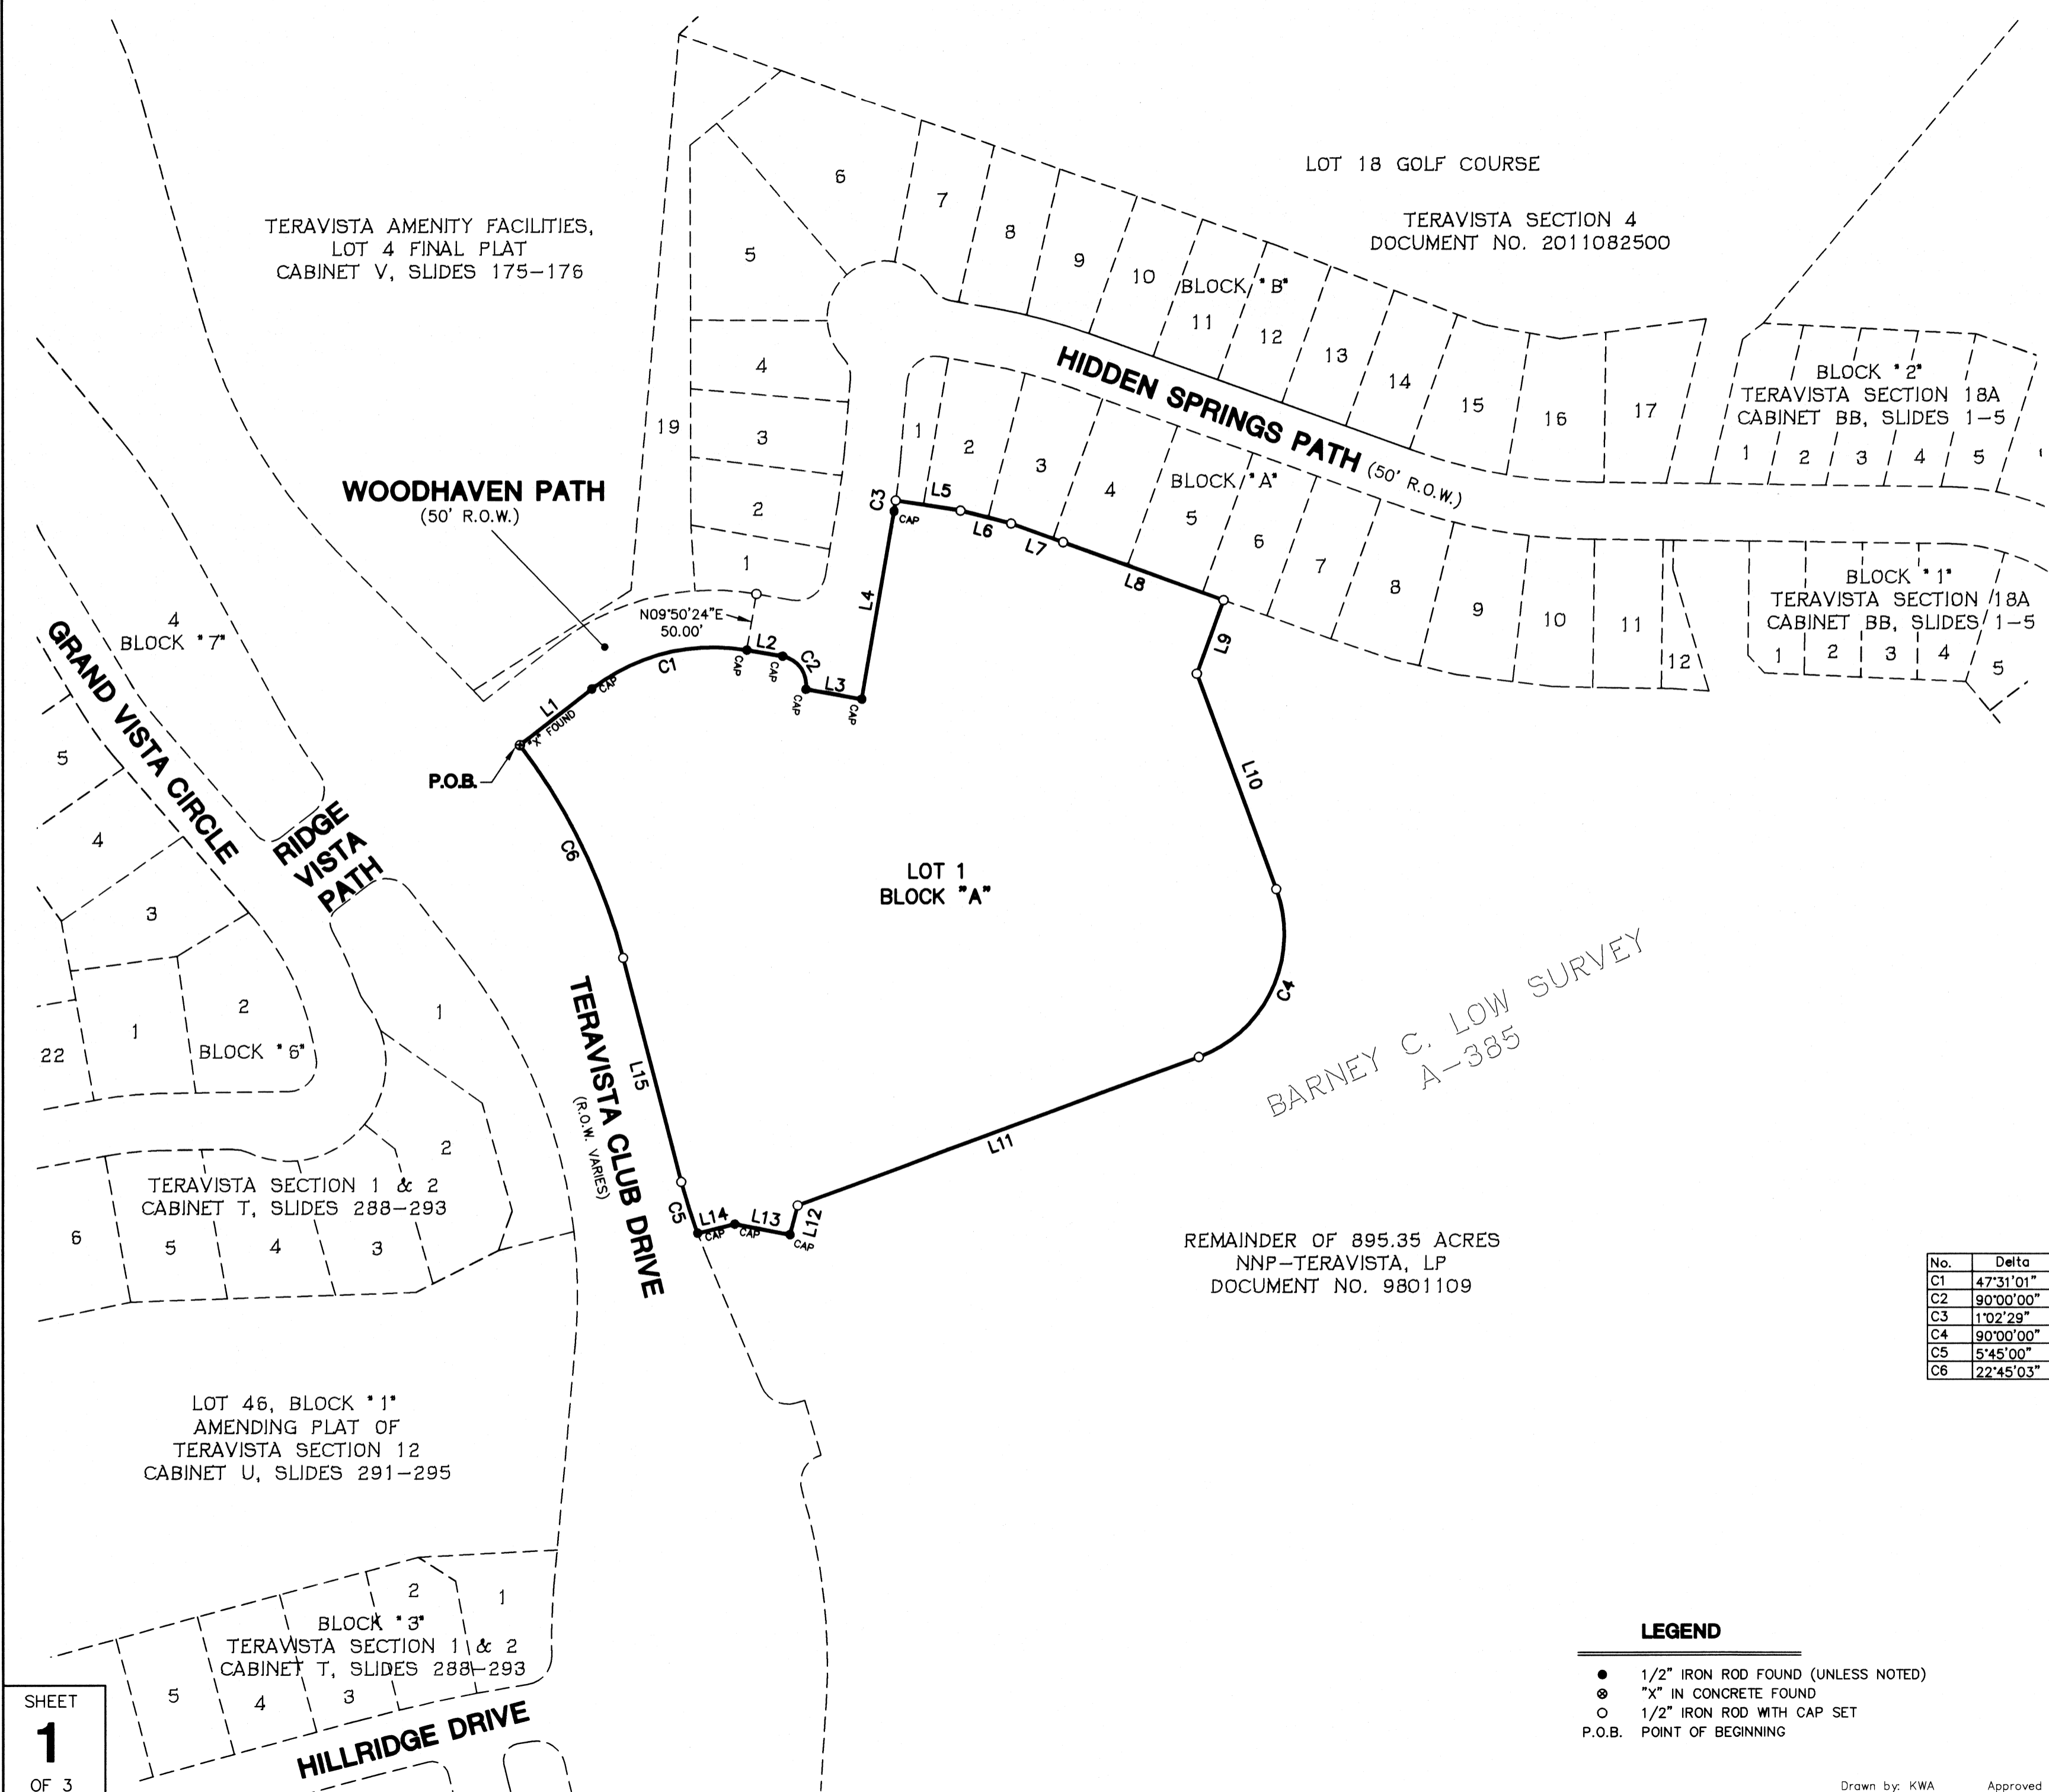 LOT 18 GOLF COURSE
TERAVISTA SECTION 4
DOCUMENT NO. 2011082500
TERAVISTA AMENITY FACILITIES,
LOT 4 FINAL PLAT
CABINET V, SLIDES 175-176
6
7
8
9
10
BLOCK "B"
11
12
13
14
15
16
17
5
4
3
2
1
19
HIDDEN SPRINGS PATH (50' R.O.W.)
BLOCK "2"
TERAVISTA SECTION 18A
CABINET BB, SLIDES 1-5
1
2
3
4
5
1
2
3
4
BLOCK "A"
5
6
7
8
9
10
11
12
BLOCK "1"
TERAVISTA SECTION 18A
CABINET BB, SLIDES 1-5
1
2
3
4
5
WOODHAVEN PATH
(50' R.O.W.)
N09°50'24"E
50.00'
C3
CAP
L5
L6
L7
L8
L9
L4
L10
L1
"X" FOUND
CAP
C1
CAP
L2
CAP
C2
CAP
L3
CAP
P.O.B.
4
BLOCK "7"
GRAND VISTA CIRCLE
RIDGE
VISTA
PATH
5
4
3
2
1
22
BLOCK "6"
1
2
C6
LOT 1
BLOCK "A"
C4
BARNEY C. LOW SURVEY
A-385
TERAVISTA CLUB DRIVE
(R.O.W. VARIES)
L15
L11
C5
L14
CAP
L13
CAP
L12
CAP
TERAVISTA SECTION 1 & 2
CABINET T, SLIDES 288-293
6
5
4
3
REMAINDER OF 895.35 ACRES
NNP-TERAVISTA, LP
DOCUMENT NO. 9801109
No. Delta
C1 47°31'01"
C2 90°00'00"
C3 1°02'29"
C4 90°00'00"
C5 5°45'00"
C6 22°45'03"
LOT 46, BLOCK "1"
AMENDING PLAT OF
TERAVISTA SECTION 12
CABINET U, SLIDES 291-295
2
1
BLOCK "3"
TERAVISTA SECTION 1 & 2
CABINET T, SLIDES 288-293
5
4
3
HILLRIDGE DRIVE
LEGEND
1/2" IRON ROD FOUND (UNLESS NOTED)
"X" IN CONCRETE FOUND
1/2" IRON ROD WITH CAP SET
P.O.B. POINT OF BEGINNING
SHEET
1
OF 3
Drawn by: KWA Approved